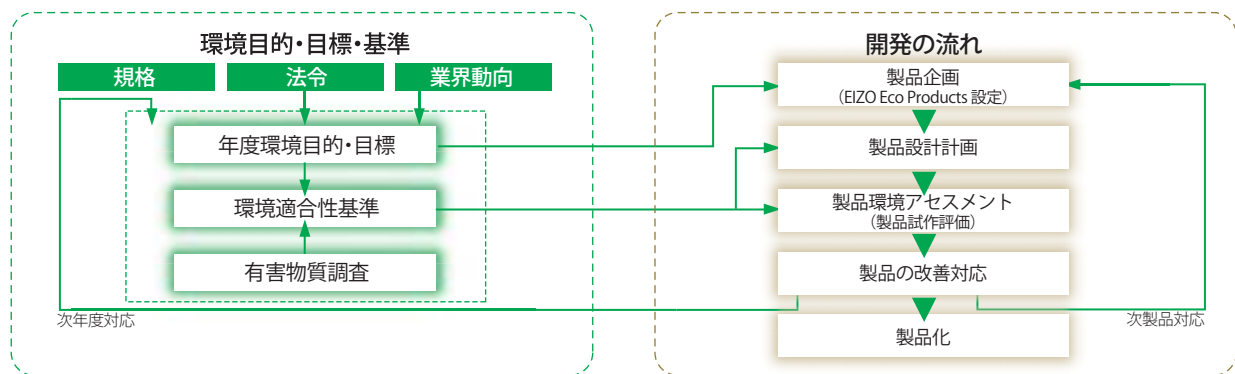 環境目的・目標・基準
規格
法令
業界動向
年度環境目的・目標
環境適合性基準
有害物質調査
次年度対応
開発の流れ
製品企画
（EIZO Eco Products 設定）
製品設計計画
製品環境アセスメント
（製品試作評価）
製品の改善対応
次製品対応
製品化